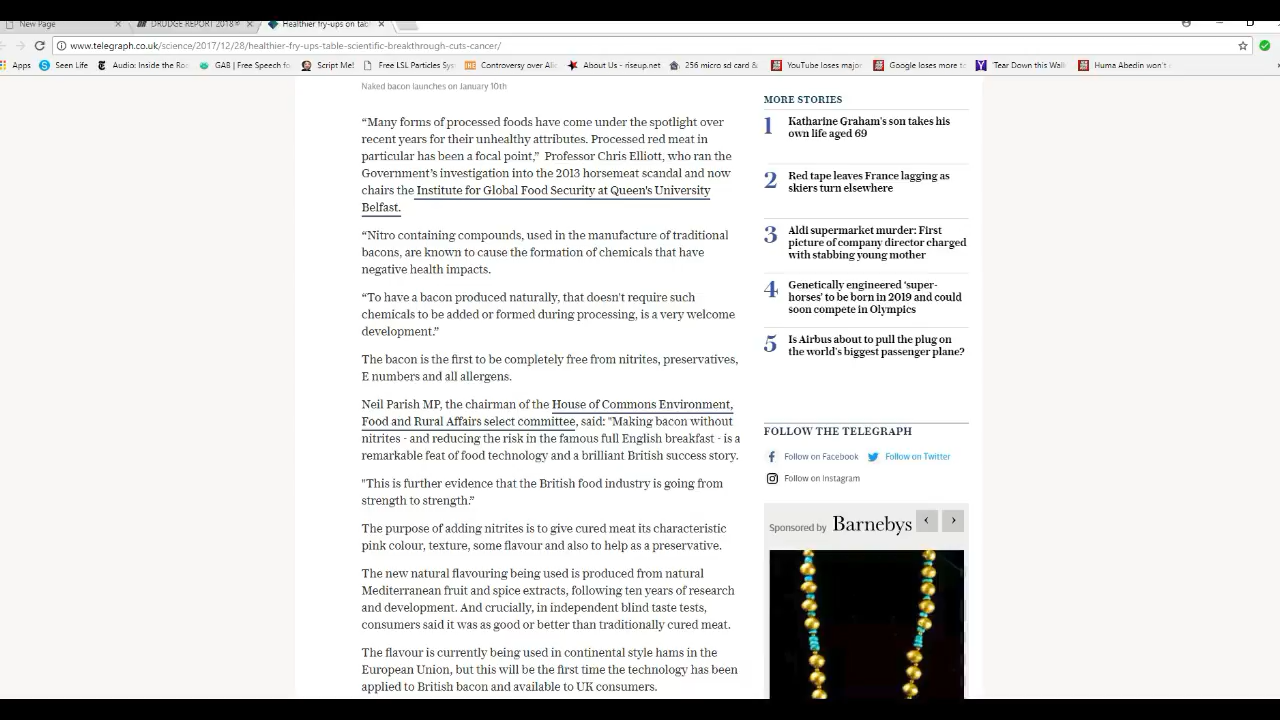 New Page
DRUDGE REPORT 2018®
Healthier fry-ups on tab
www.telegraph.co.uk/science/2017/12/28/healthier-fry-ups-table-scientific-breakthrough-cuts-cancer/
Apps
Seen Life
Audio: Inside the Ro
GAB | Free Speech fo
Script Me!
Free LSL Particles Sy
Controversy over Ali
About Us - riseup.net
256 micro sd card &
YouTube loses major
Google loses more t
Tear Down this Wall
Huma Abedin won't
Naked bacon launches on January 10th
“Many forms of processed foods have come under the spotlight over
recent years for their unhealthy attributes. Processed red meat in
particular has been a focal point,” Professor Chris Elliott, who ran the
Government’s investigation into the 2013 horsemeat scandal and now
chairs the Institute for Global Food Security at Queen's University
Belfast.
“Nitro containing compounds, used in the manufacture of traditional
bacons, are known to cause the formation of chemicals that have
negative health impacts.
“To have a bacon produced naturally, that doesn't require such
chemicals to be added or formed during processing, is a very welcome
development.”
The bacon is the first to be completely free from nitrites, preservatives,
E numbers and all allergens.
Neil Parish MP, the chairman of the House of Commons Environment,
Food and Rural Affairs select committee, said: "Making bacon without
nitrites - and reducing the risk in the famous full English breakfast - is a
remarkable feat of food technology and a brilliant British success story.
"This is further evidence that the British food industry is going from
strength to strength.”
The purpose of adding nitrites is to give cured meat its characteristic
pink colour, texture, some flavour and also to help as a preservative.
The new natural flavouring being used is produced from natural
Mediterranean fruit and spice extracts, following ten years of research
and development. And crucially, in independent blind taste tests,
consumers said it was as good or better than traditionally cured meat.
The flavour is currently being used in continental style hams in the
European Union, but this will be the first time the technology has been
applied to British bacon and available to UK consumers.
MORE STORIES
1 Katharine Graham's son takes his
own life aged 69
2 Red tape leaves France lagging as
skiers turn elsewhere
3 Aldi supermarket murder: First
picture of company director charged
with stabbing young mother
4 Genetically engineered 'super-
horses' to be born in 2019 and could
soon compete in Olympics
5 Is Airbus about to pull the plug on
the world's biggest passenger plane?
FOLLOW THE TELEGRAPH
Follow on Facebook
Follow on Twitter
Follow on Instagram
Sponsored by Barnebys